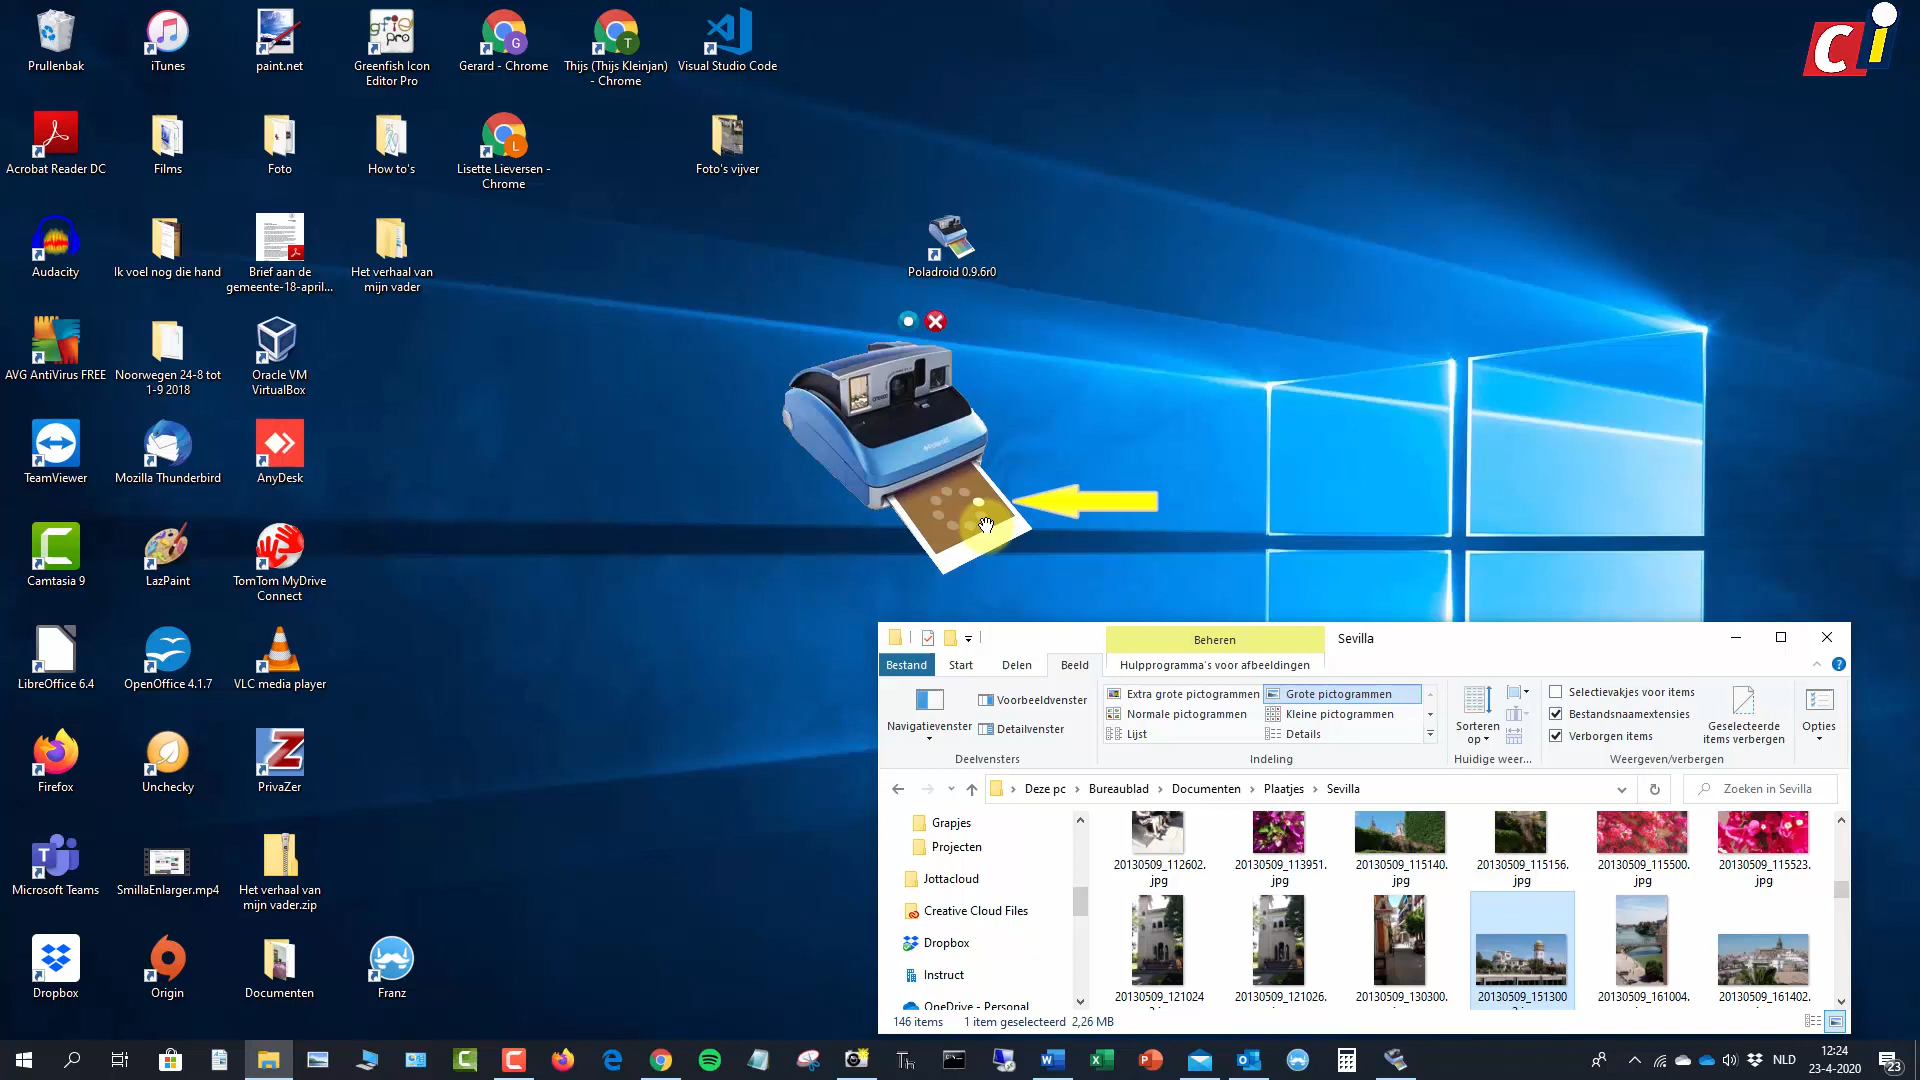 Prullenbak
iTunes
paint.net
Greenfish Icon
Editor Pro
Gerard - Chrome
Thijs (Thijs Kleinjan)
- Chrome
Visual Studio Code
Ci
Acrobat Reader DC
Films
Foto
How to's
Lisette Lieversen -
Chrome
Foto's vijver
Audacity
Ik voel nog die hand
Brief aan de
gemeente-18-april...
Het verhaal van
mijn vader
Poladroid 0.9.6r0
AVG AntiVirus FREE
Noorwegen 24-8 tot
1-9 2018
Oracle VM
VirtualBox
TeamViewer
Mozilla Thunderbird
AnyDesk
Polaroid
Camtasia 9
LazPaint
TomTom MyDrive
Connect
LibreOffice 6.4
OpenOffice 4.1.7
VLC media player
Firefox
Unchecky
PrivaZer
Microsoft Teams
SmillaEnlarger.mp4
Het verhaal van
mijn vader.zip
Dropbox
Origin
Documenten
Franz
Beheren
Sevilla
Bestand
Start
Delen
Beeld
Hulpprogramma's voor afbeeldingen
Navigatievenster
Voorbeeldvenster
Detailvenster
Deelvensters
Extra grote pictogrammen
Grote pictogrammen
Normale pictogrammen
Kleine pictogrammen
Lijst
Details
Indeling
Sorteren
op
Huidige weer...
Selectievakjes voor items
Bestandsnaamextensies
Verborgen items
Geselecteerde
items verbergen
Weergeven/verbergen
Opties
Deze pc
Bureaublad
Documenten
Plaatjes
Sevilla
Zoeken in Sevilla
Grapjes
Projecten
Jottacloud
Creative Cloud Files
Dropbox
Instruct
OneDrive - Personal
20130509_112602.
jpg
20130509_113951.
jpg
20130509_115140.
jpg
20130509_115156.
jpg
20130509_115500.
jpg
20130509_115523.
jpg
20130509_121024
20130509_121026.
20130509_130300.
20130509_151300
20130509_161004.
20130509_161402.
146 items
1 item geselecteerd 2,26 MB
NLD
12:24
23-4-2020
23